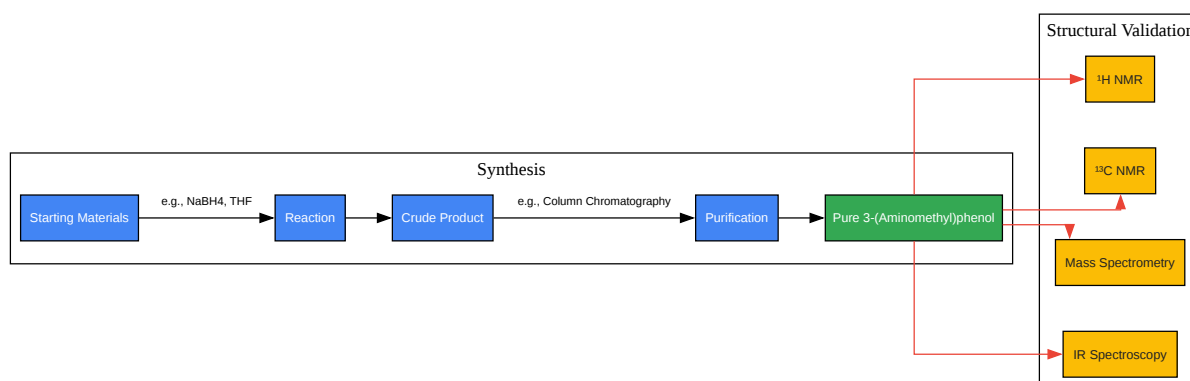 Structural Validation
¹H NMR
¹³C NMR
Synthesis
Starting Materials
e.g., NaBH4, THF
Reaction
Crude Product
e.g., Column Chromatography
Purification
Pure 3-(Aminomethyl)phenol
Mass Spectrometry
IR Spectroscopy